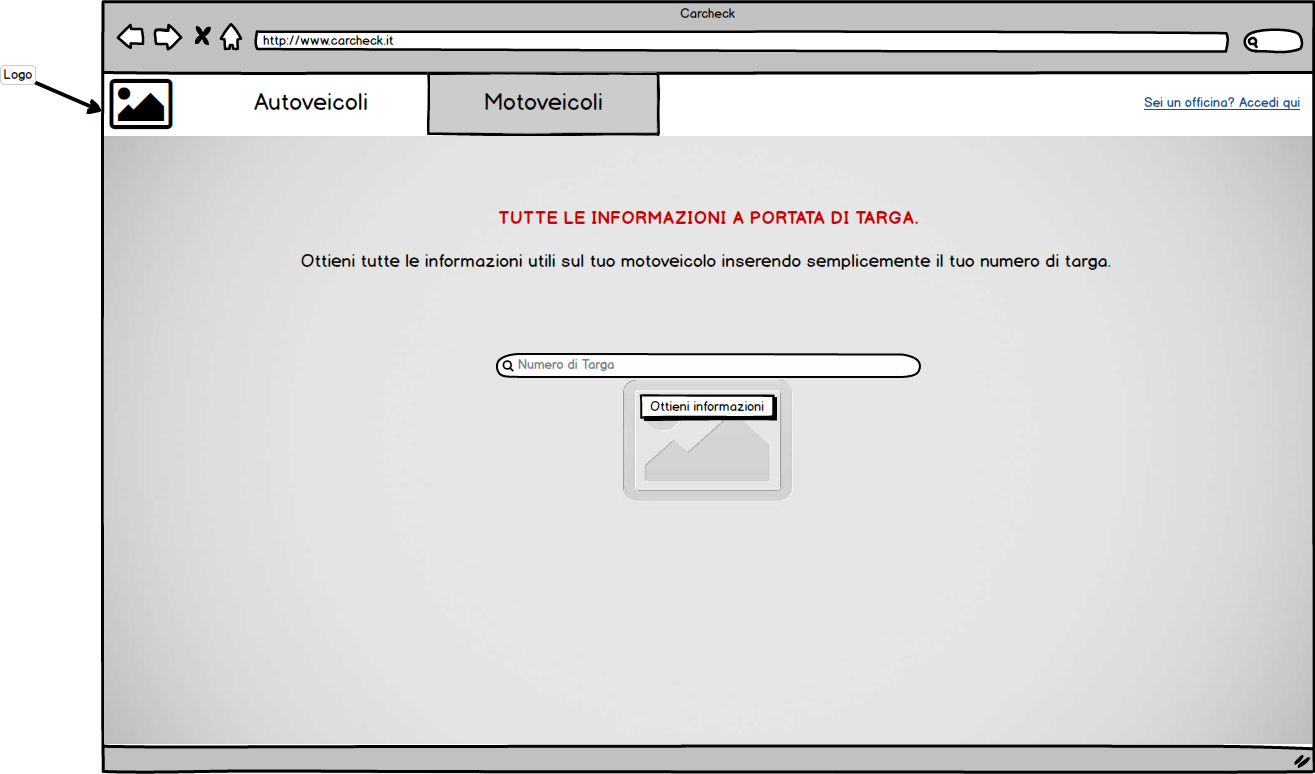 Carcheck
http://www.carcheck.it
Logo
Autoveicoli
Motoveicoli
Sei un officina? Accedi qui
TUTTE LE INFORMAZIONI A PORTATA DI TARGA.
Ottieni tutte le informazioni utili sul tuo motoveicolo inserendo semplicemente il tuo numero di targa.
Numero di Targa
Ottieni informazioni